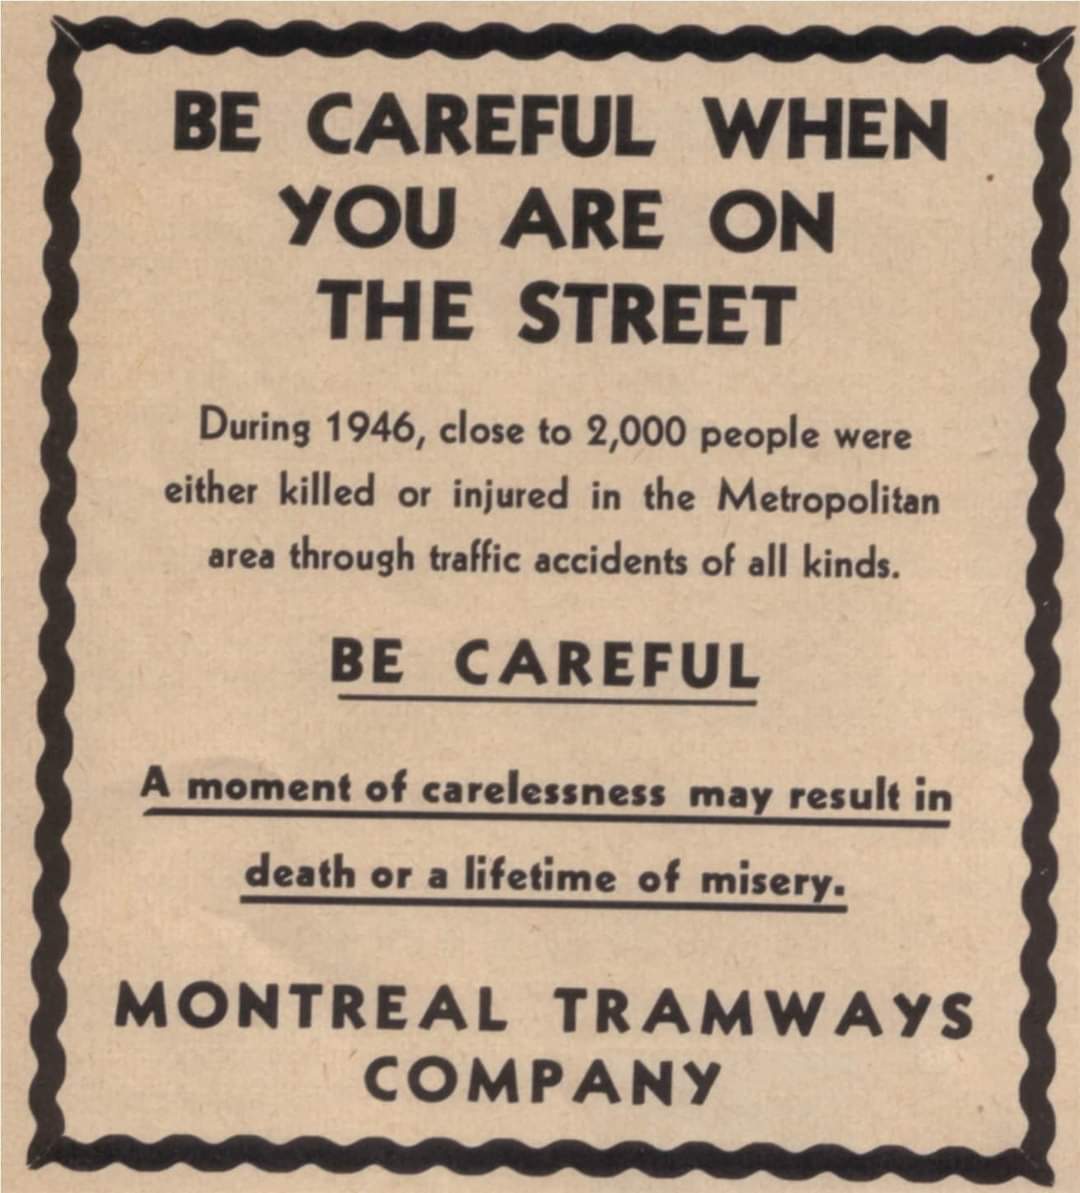 BE CAREFUL WHEN
YOU ARE ON
THE STREET
During 1946, close to 2,000 people were
either killed or injured in the Metropolitan
area through traffic accidents of all kinds.
BE CAREFUL
A moment of carelessness may result in
death or a lifetime of misery.
MONTREAL TRAMWAYS
COMPANY